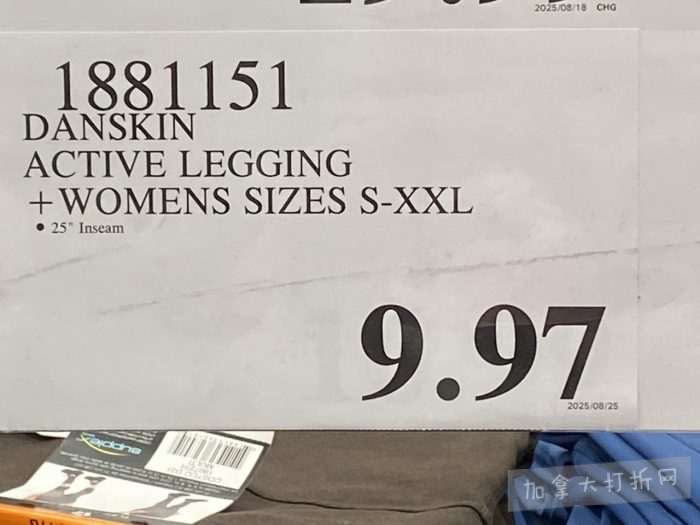 2025/08/18 CHG
1881151
DANSKIN
ACTIVE LEGGING
+WOMENS SIZES S-XXL
• 25" Inseam
9.97
2025/08/25
加拿大打折网